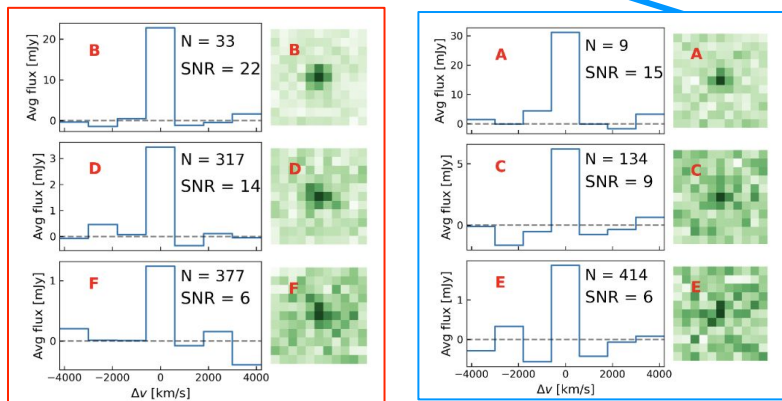 B
N = 33
SNR = 22
B
Avg flux [mJy]
20
10
0
D
N = 317
SNR = 14
D
Avg flux [mJy]
3
2
1
0
F
N = 377
SNR = 6
F
Avg flux [mJy]
1
0
−4000 −2000 0 2000 4000
Δv [km/s]
A
N = 9
SNR = 15
A
Avg flux [mJy]
30
20
10
0
C
N = 134
SNR = 9
C
Avg flux [mJy]
5
0
E
N = 414
SNR = 6
E
Avg flux [mJy]
1
0
−4000 −2000 0 2000 4000
Δv [km/s]